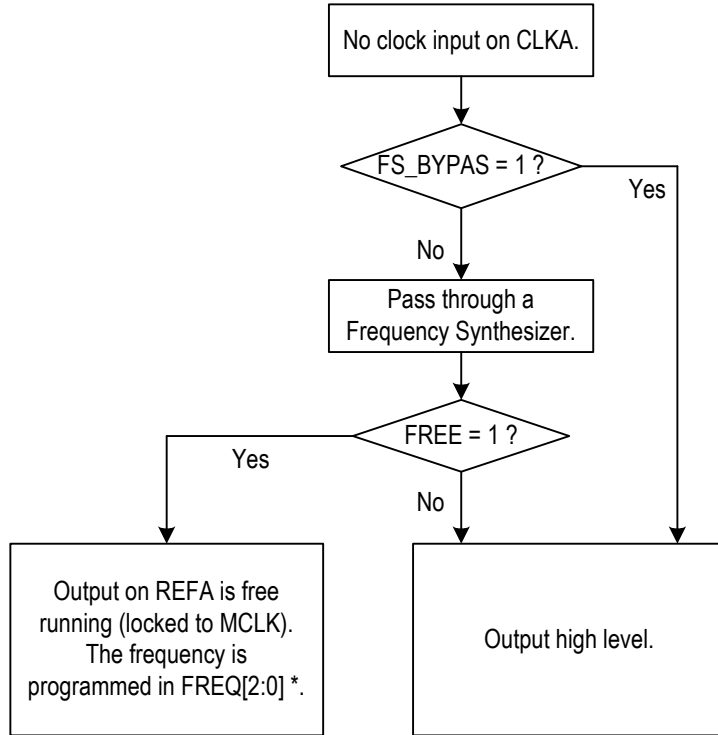 No clock input on CLKA.
FS_BYPAS = 1 ?
Yes
No
Pass through a
Frequency Synthesizer.
FREE = 1 ?
Yes
No
Output on REFA is free
running (locked to MCLK).
The frequency is
programmed in FREQ[2:0] *.
Output high level.